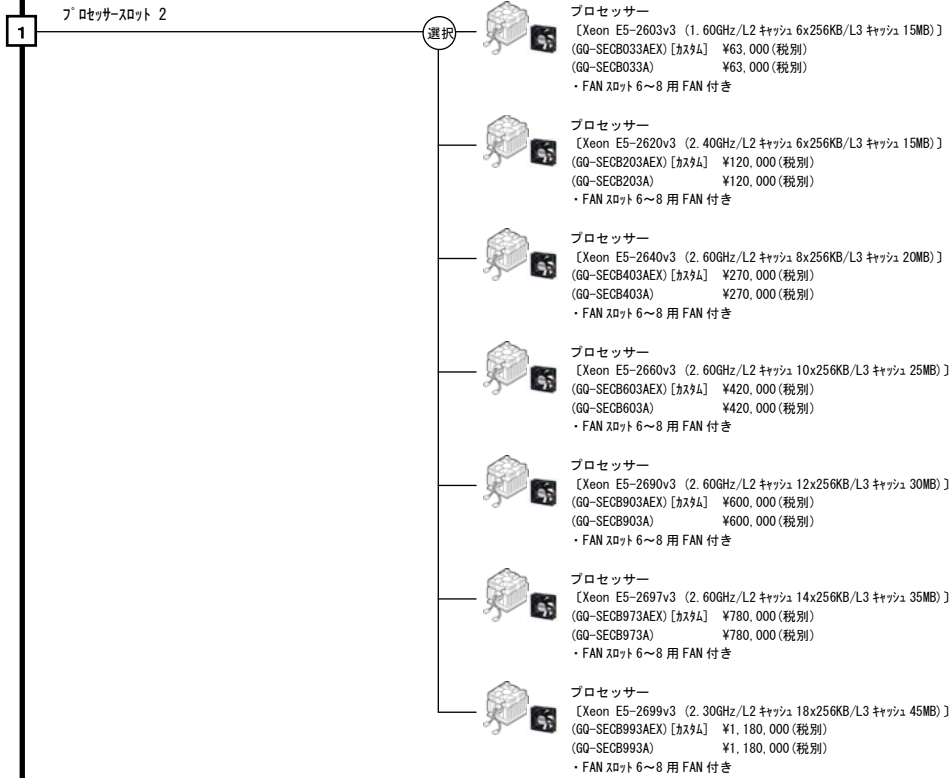 1
プロセッサースロット 2
選択
プロセッサー
〔Xeon E5-2603v3 (1.60GHz/L2 キャッシュ 6x256KB/L3 キャッシュ 15MB)〕
(GQ-SECB033AEX)[カスタム] ¥63,000(税別)
(GQ-SECB033A) ¥63,000(税別)
・FAN スロット 6～8 用 FAN 付き
プロセッサー
〔Xeon E5-2620v3 (2.40GHz/L2 キャッシュ 6x256KB/L3 キャッシュ 15MB)〕
(GQ-SECB203AEX)[カスタム] ¥120,000(税別)
(GQ-SECB203A) ¥120,000(税別)
・FAN スロット 6～8 用 FAN 付き
プロセッサー
〔Xeon E5-2640v3 (2.60GHz/L2 キャッシュ 8x256KB/L3 キャッシュ 20MB)〕
(GQ-SECB403AEX)[カスタム] ¥270,000(税別)
(GQ-SECB403A) ¥270,000(税別)
・FAN スロット 6～8 用 FAN 付き
プロセッサー
〔Xeon E5-2660v3 (2.60GHz/L2 キャッシュ 10x256KB/L3 キャッシュ 25MB)〕
(GQ-SECB603AEX)[カスタム] ¥420,000(税別)
(GQ-SECB603A) ¥420,000(税別)
・FAN スロット 6～8 用 FAN 付き
プロセッサー
〔Xeon E5-2690v3 (2.60GHz/L2 キャッシュ 12x256KB/L3 キャッシュ 30MB)〕
(GQ-SECB903AEX)[カスタム] ¥600,000(税別)
(GQ-SECB903A) ¥600,000(税別)
・FAN スロット 6～8 用 FAN 付き
プロセッサー
〔Xeon E5-2697v3 (2.60GHz/L2 キャッシュ 14x256KB/L3 キャッシュ 35MB)〕
(GQ-SECB973AEX)[カスタム] ¥780,000(税別)
(GQ-SECB973A) ¥780,000(税別)
・FAN スロット 6～8 用 FAN 付き
プロセッサー
〔Xeon E5-2699v3 (2.30GHz/L2 キャッシュ 18x256KB/L3 キャッシュ 45MB)〕
(GQ-SECB993AEX)[カスタム] ¥1,180,000(税別)
(GQ-SECB993A) ¥1,180,000(税別)
・FAN スロット 6～8 用 FAN 付き